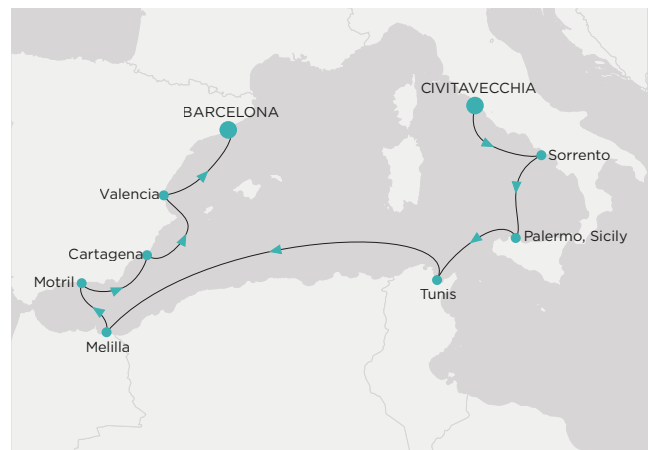 CIVITAVECCHIA
BARCELONA
Sorrento
Valencia
Palermo, Sicily
Cartagena
Motril
Tunis
Melilla